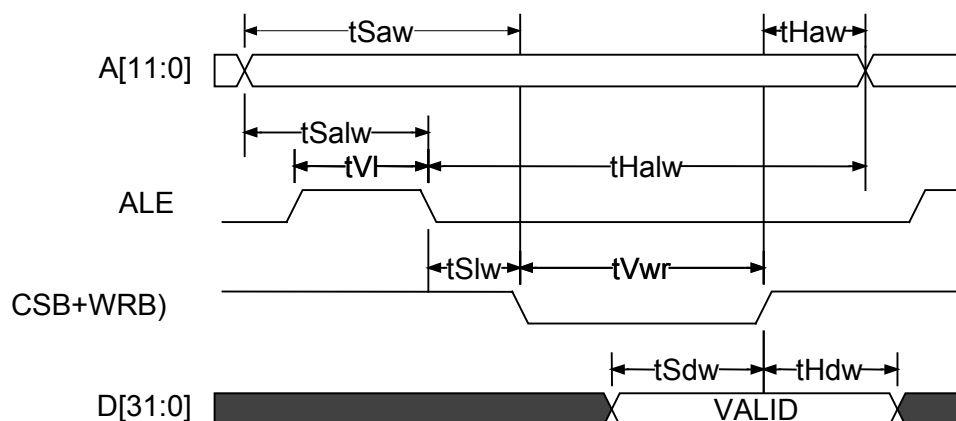 tSaw
tHaw
A[11:0]
tSalw
tVl
tHalw
ALE
tSlw
tVwr
CSB+WRB)
tSdw
tHdw
D[31:0]
VALID